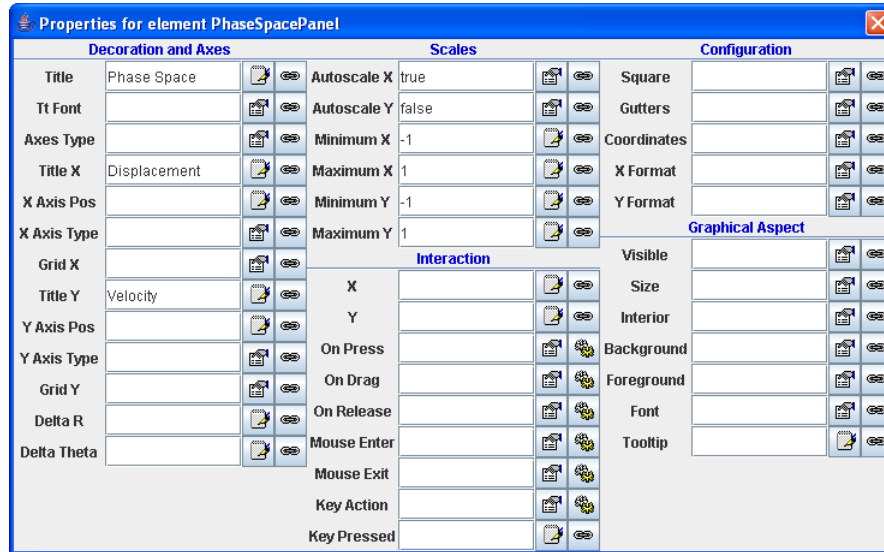 Properties for element PhaseSpacePanel
Decoration and Axes
Title Phase Space
Tt Font
Axes Type
Title X Displacement
X Axis Pos
X Axis Type
Grid X
Title Y Velocity
Y Axis Pos
Y Axis Type
Grid Y
Delta R
Delta Theta
Scales
Autoscale X true
Autoscale Y false
Minimum X -1
Maximum X 1
Minimum Y -1
Maximum Y 1
Interaction
X
Y
On Press
On Drag
On Release
Mouse Enter
Mouse Exit
Key Action
Key Pressed
Configuration
Square
Gutters
Coordinates
X Format
Y Format
Graphical Aspect
Visible
Size
Interior
Background
Foreground
Font
Tooltip